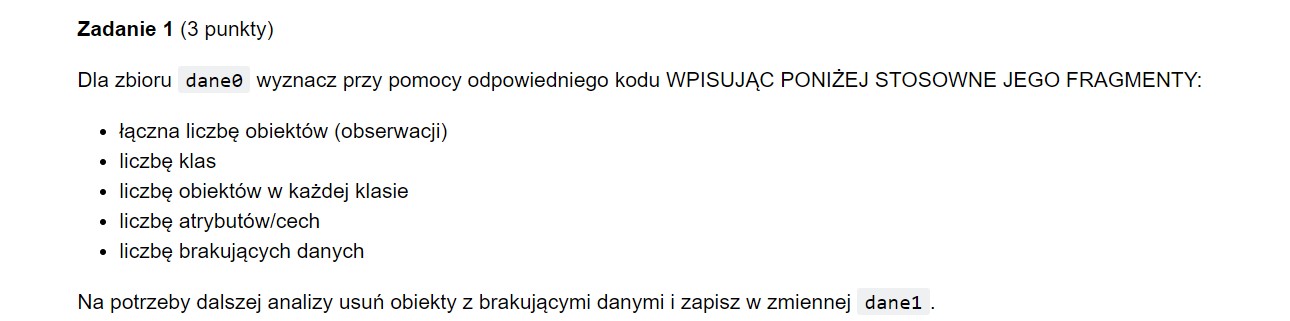 Zadanie 1 (3 punkty)
Dla zbioru dane0 wyznacz przy pomocy odpowiedniego kodu WPISUJĄC PONIŻEJ STOSOWNE JEGO FRAGMENTY:
• łączna liczbę obiektów (obserwacji)
• liczbę klas
• liczbę obiektów w każdej klasie
• liczbę atrybutów/cech
• liczbę brakujących danych
Na potrzeby dalszej analizy usuń obiekty z brakującymi danymi i zapisz w zmiennej dane1.